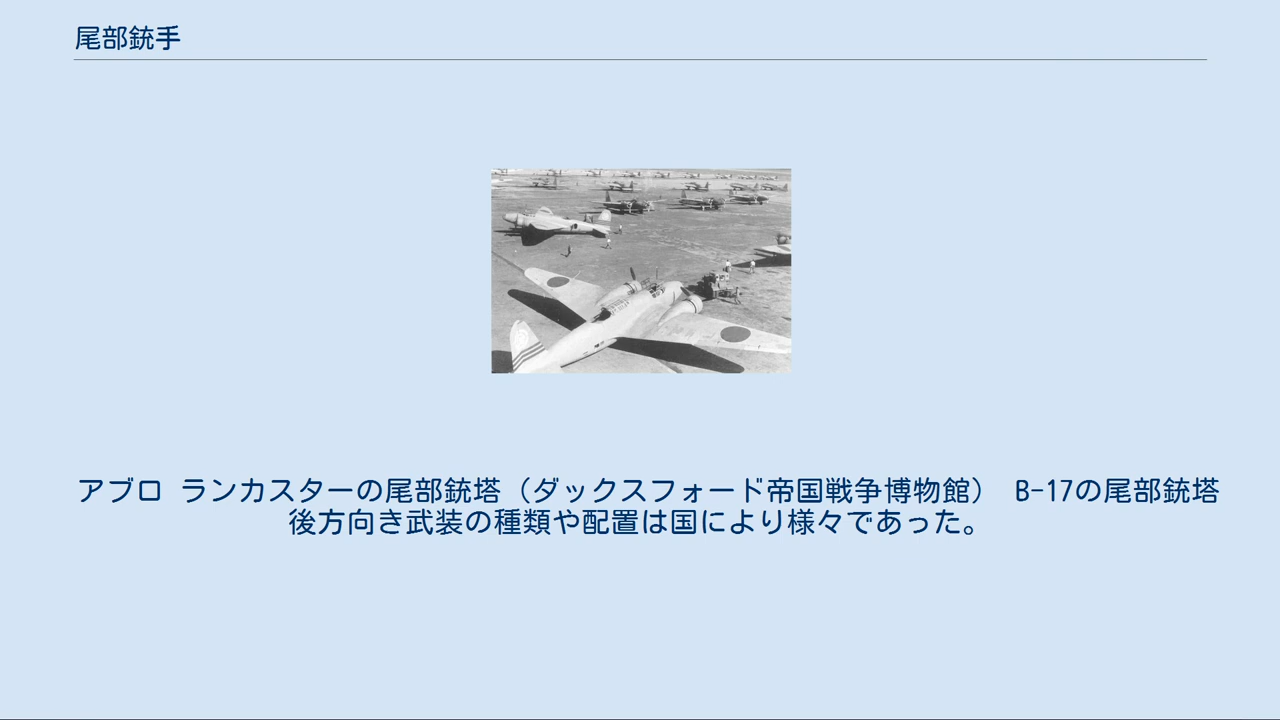 尾部銃手
アブロ ランカスターの尾部銃塔（ダックスフォード帝国戦争博物館） B-17の尾部銃塔
後方向き武装の種類や配置は国により様々であった。